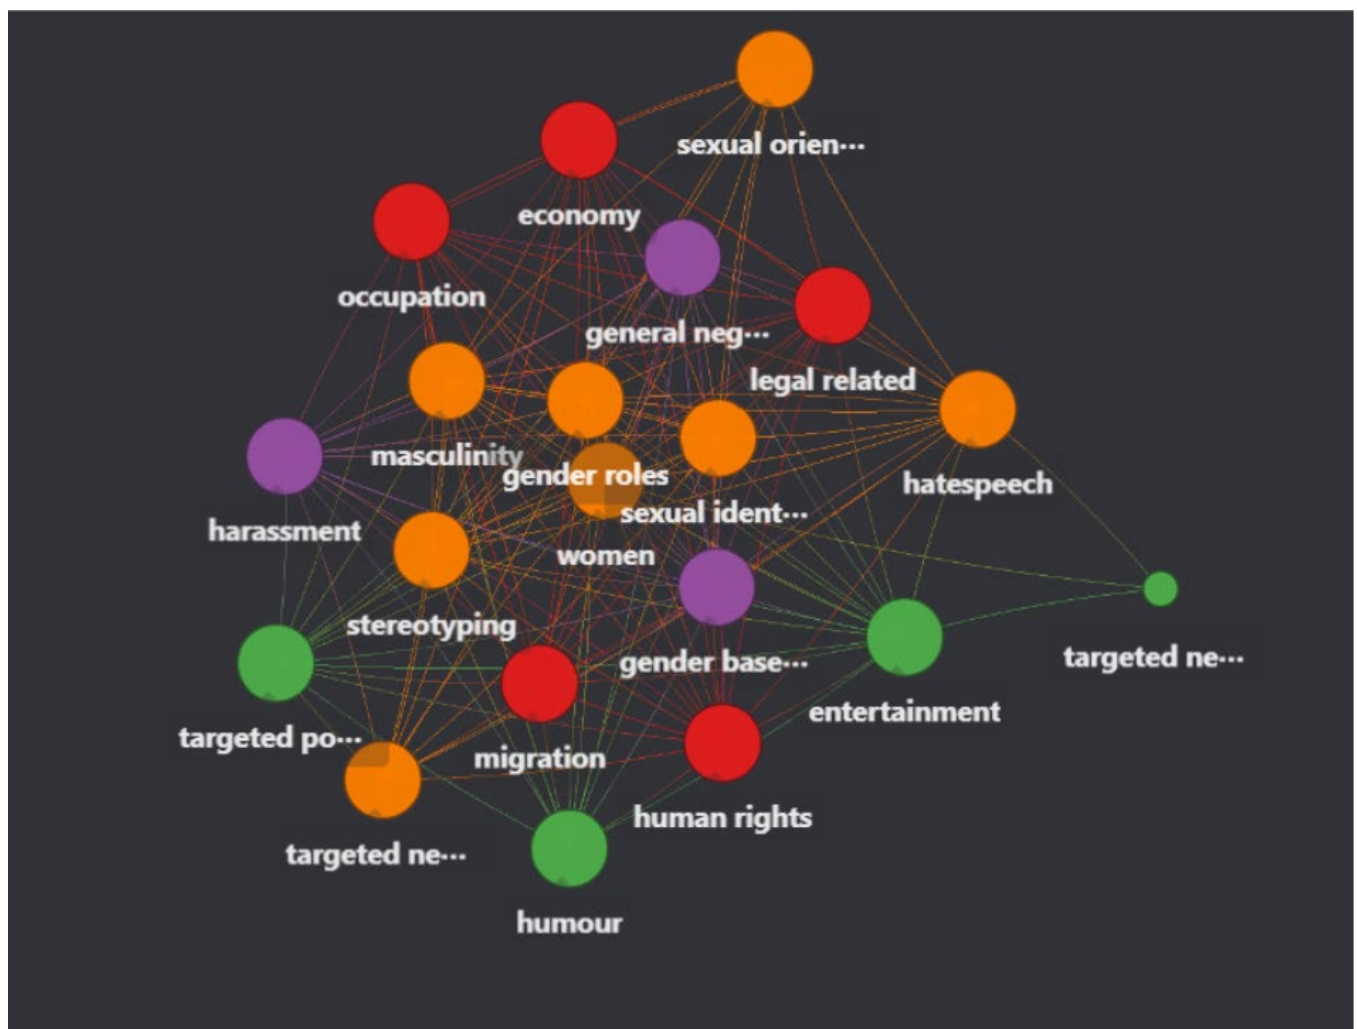 sexual orien···
economy
occupation
general neg···
legal related
masculinity
gender roles
hatespeech
sexual ident···
harassment
women
stereotyping
gender base···
targeted ne···
entertainment
targeted po···
migration
human rights
targeted ne···
humour